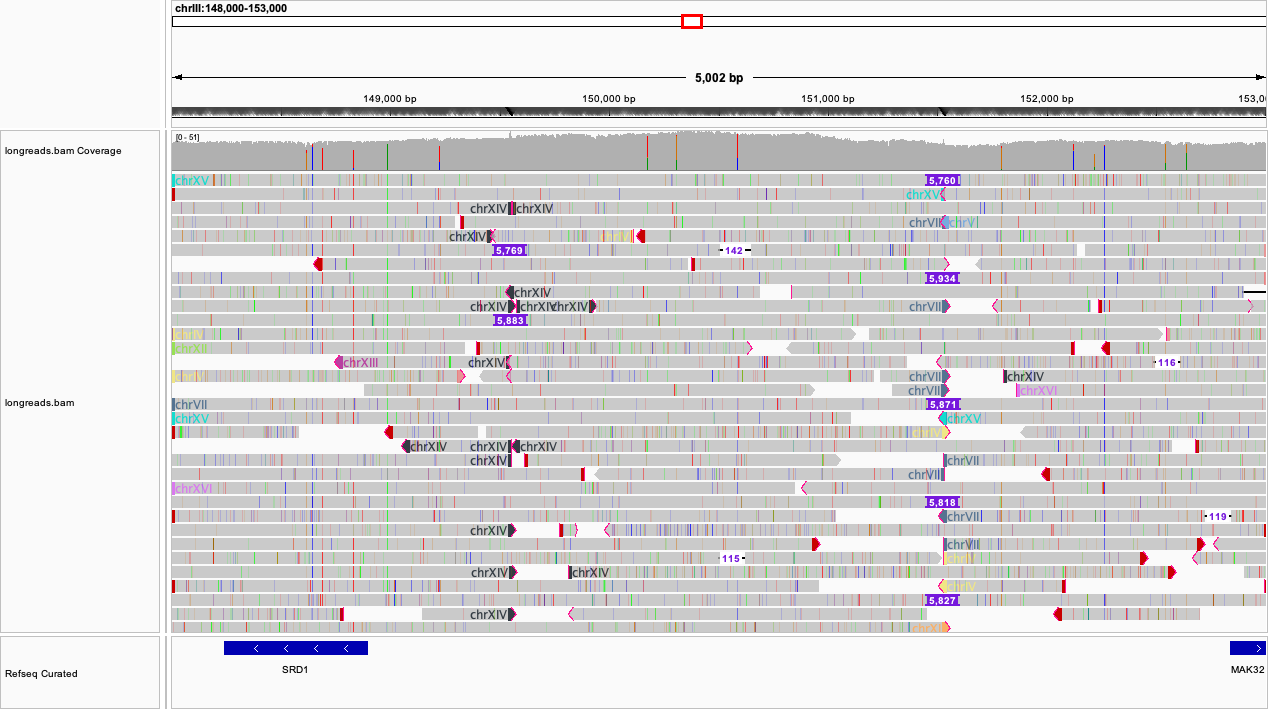 chrIII:148,000-153,000
5,002 bp
149,000 bp 150,000 bp 151,000 bp 152,000 bp 153,0
longreads.bam Coverage
[0 - 51]
chrXV 5,760
chrXV
chrXIV chrXIV
chrVII chrV
chrXIV
5,769 142
5,934
chrXIV
chrXIV chrXIV chrXIV chrVII
5,883
chrIV
chrXII
chrXIII chrXIV 116
chrVII chrXIV
chrVII chrXVI
longreads.bam
chrVII 5,871
chrXV chrXV
chrXIV chrXIV chrXIV
chrXIV chrVII
chrVII
chrXVI
5,818
chrVII 119
chrXIV
chrVII
115
chrXIV chrXIV
chrIV
5,827
chrXIV
Refseq Curated
SRD1 MAK32